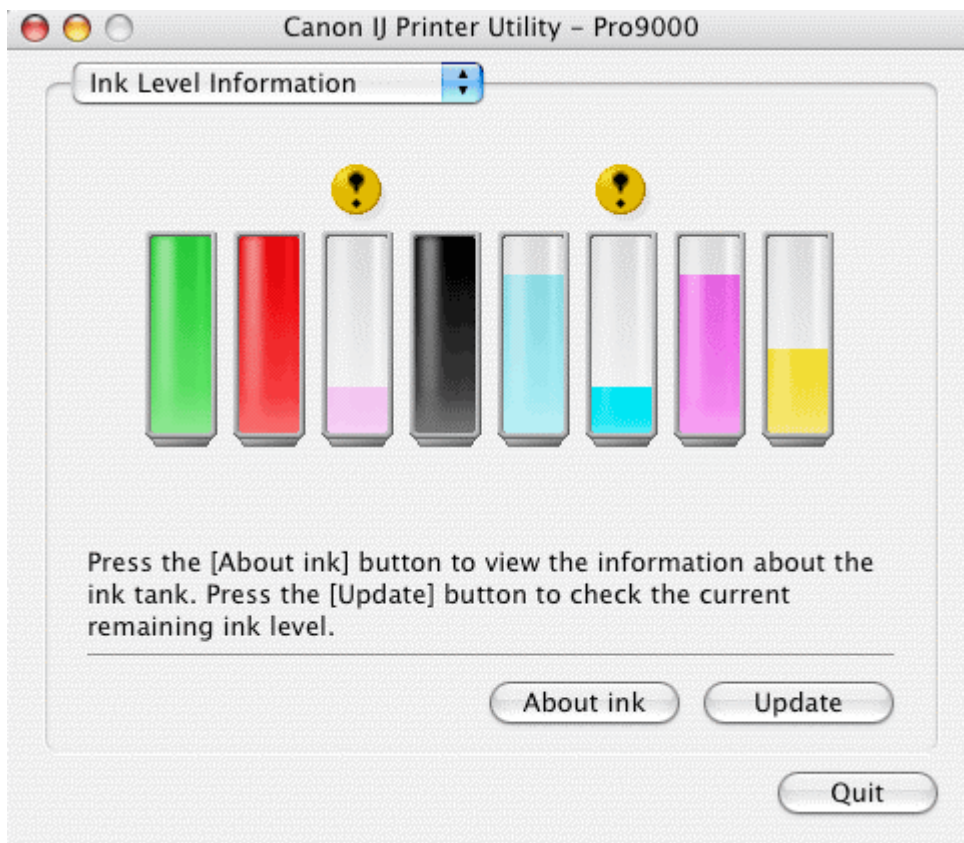 Canon IJ Printer Utility – Pro9000
Ink Level Information
Press the [About ink] button to view the information about the
ink tank. Press the [Update] button to check the current
remaining ink level.
About ink
Update
Quit